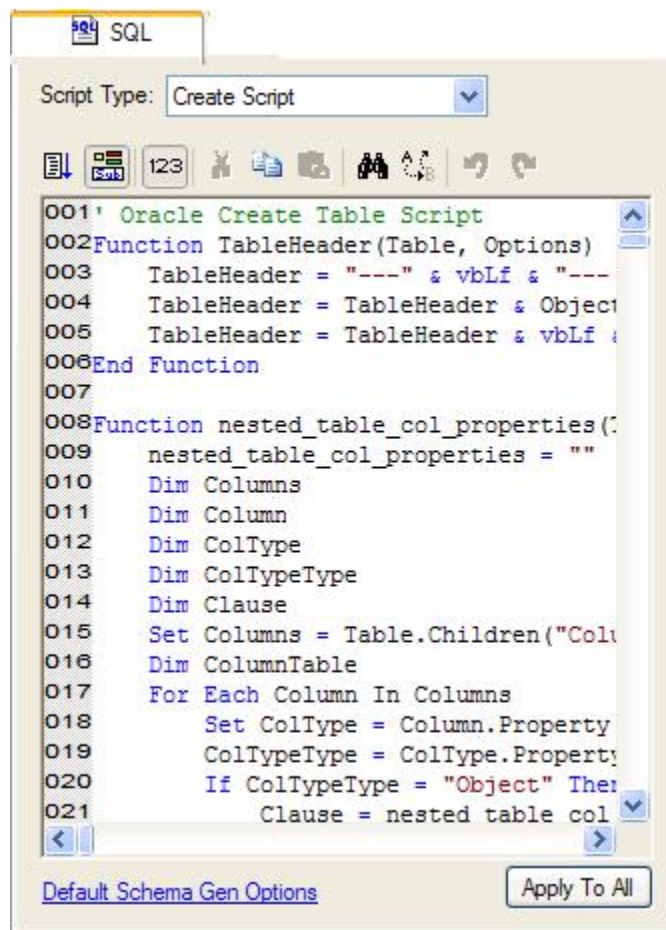 SQL
Script Type: Create Script
123
001' Oracle Create Table Script
002Function TableHeader(Table, Options)
003    TableHeader = "---" & vbLf & "---
004    TableHeader = TableHeader & Object
005    TableHeader = TableHeader & vbLf &
006End Function
007
008Function nested_table_col_properties(
009    nested_table_col_properties = ""
010    Dim Columns
011    Dim Column
012    Dim ColType
013    Dim ColTypeType
014    Dim Clause
015    Set Columns = Table.Children("Colu
016    Dim ColumnTable
017    For Each Column In Columns
018        Set ColType = Column.Property
019        ColTypeType = ColType.Property
020        If ColTypeType = "Object" Then
021            Clause = nested_table_col
Default Schema Gen Options
Apply To All